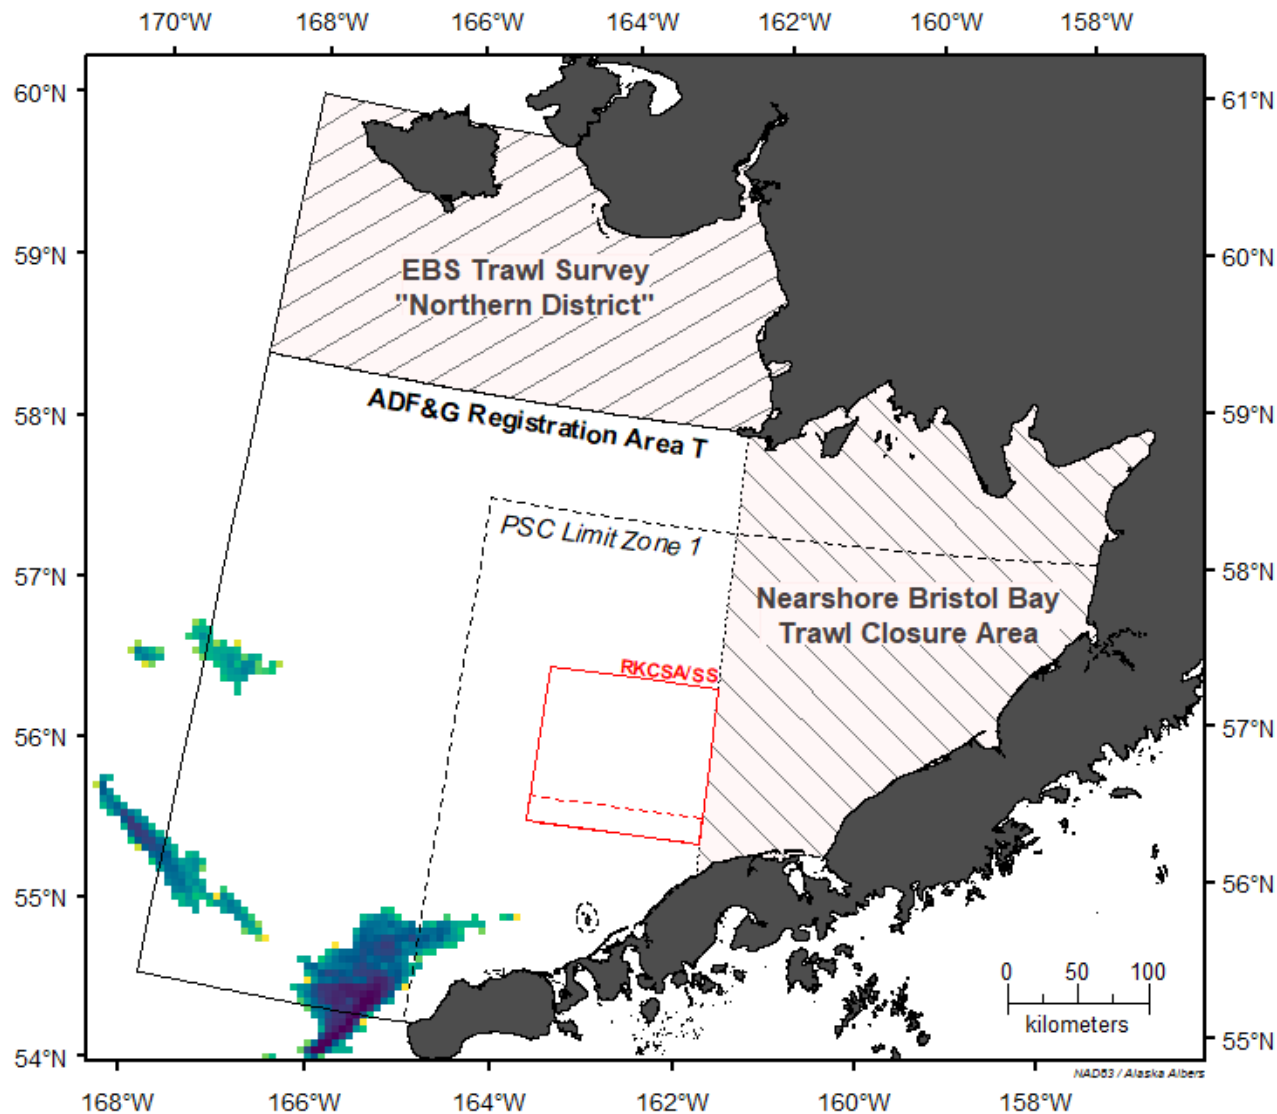 170°W 168°W 166°W 164°W 162°W 160°W 158°W
60°N
61°N
59°N
60°N
EBS Trawl Survey
"Northern District"
58°N
59°N
ADF&G Registration Area T
PSC Limit Zone 1
57°N
58°N
Nearshore Bristol Bay
Trawl Closure Area
RKCSA/SS
56°N
57°N
55°N
56°N
0 50 100
kilometers
54°N
55°N
NAD83 / Alaska Albers
168°W 166°W 164°W 162°W 160°W 158°W